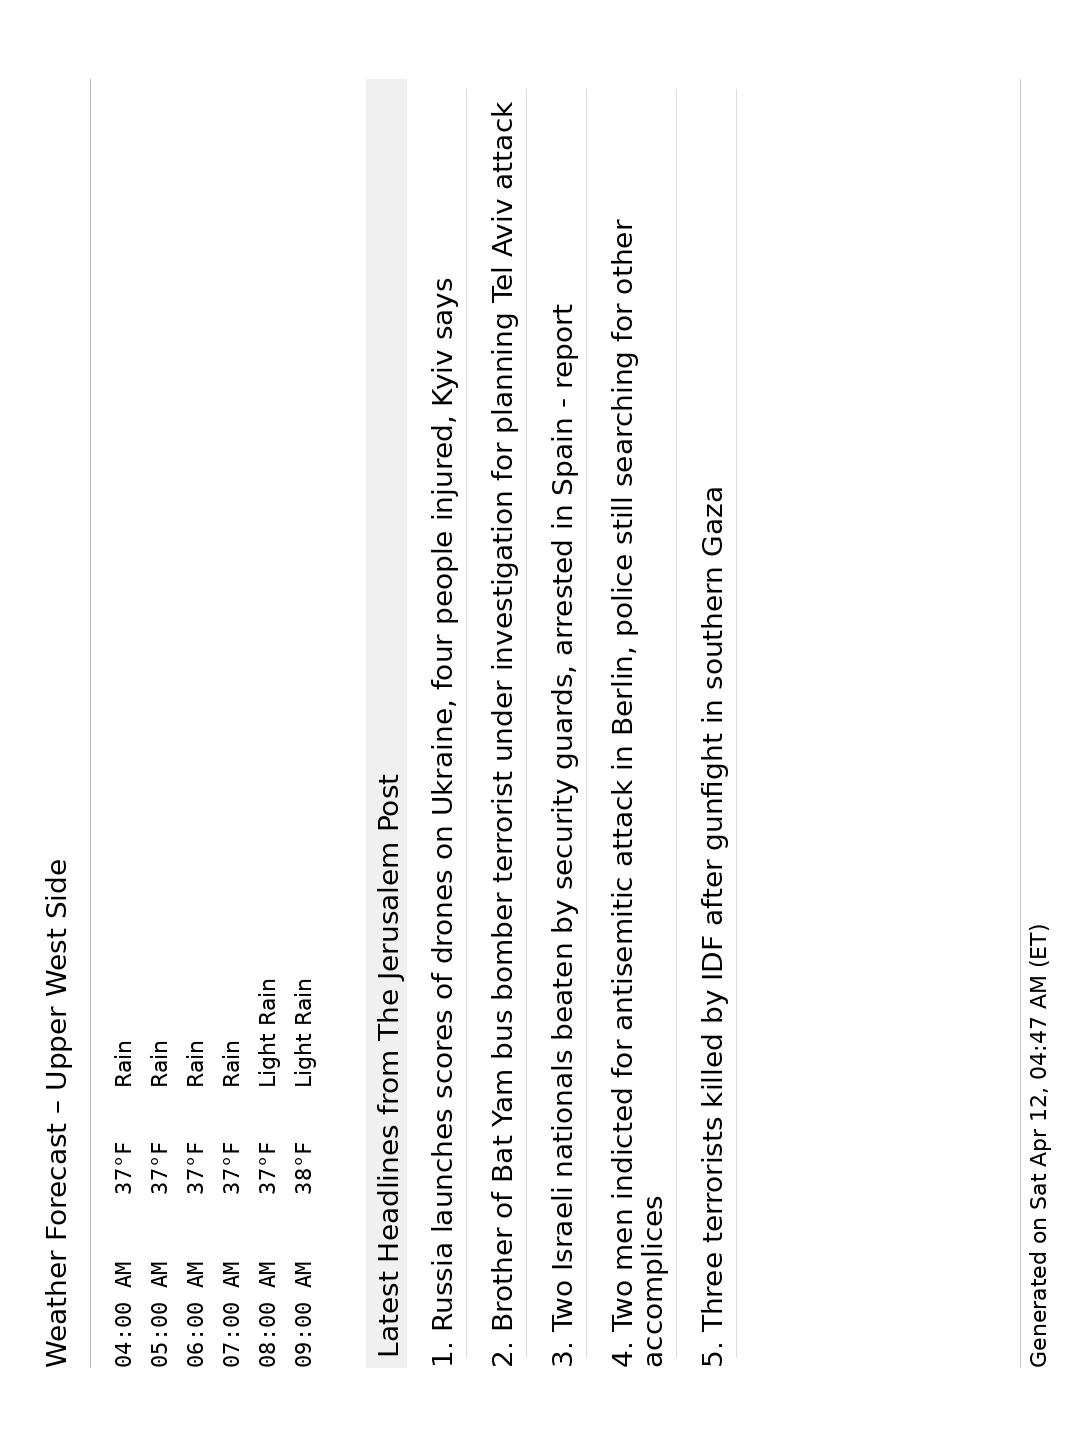 Weather Forecast – Upper West Side
04:00 AM 37°F Rain
05:00 AM 37°F Rain
06:00 AM 37°F Rain
07:00 AM 37°F Rain
08:00 AM 37°F Light Rain
09:00 AM 38°F Light Rain
Latest Headlines from The Jerusalem Post
1. Russia launches scores of drones on Ukraine, four people injured, Kyiv says
2. Brother of Bat Yam bus bomber terrorist under investigation for planning Tel Aviv attack
3. Two Israeli nationals beaten by security guards, arrested in Spain - report
4. Two men indicted for antisemitic attack in Berlin, police still searching for other
accomplices
5. Three terrorists killed by IDF after gunfight in southern Gaza
Generated on Sat Apr 12, 04:47 AM (ET)